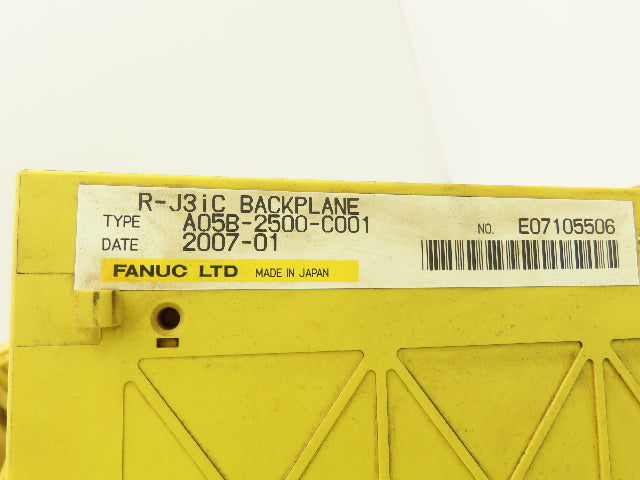 R-J3iC BACKPLANE
TYPE A05B-2500-C001
DATE 2007-01
NO. E07105506
FANUC LTD MADE IN JAPAN